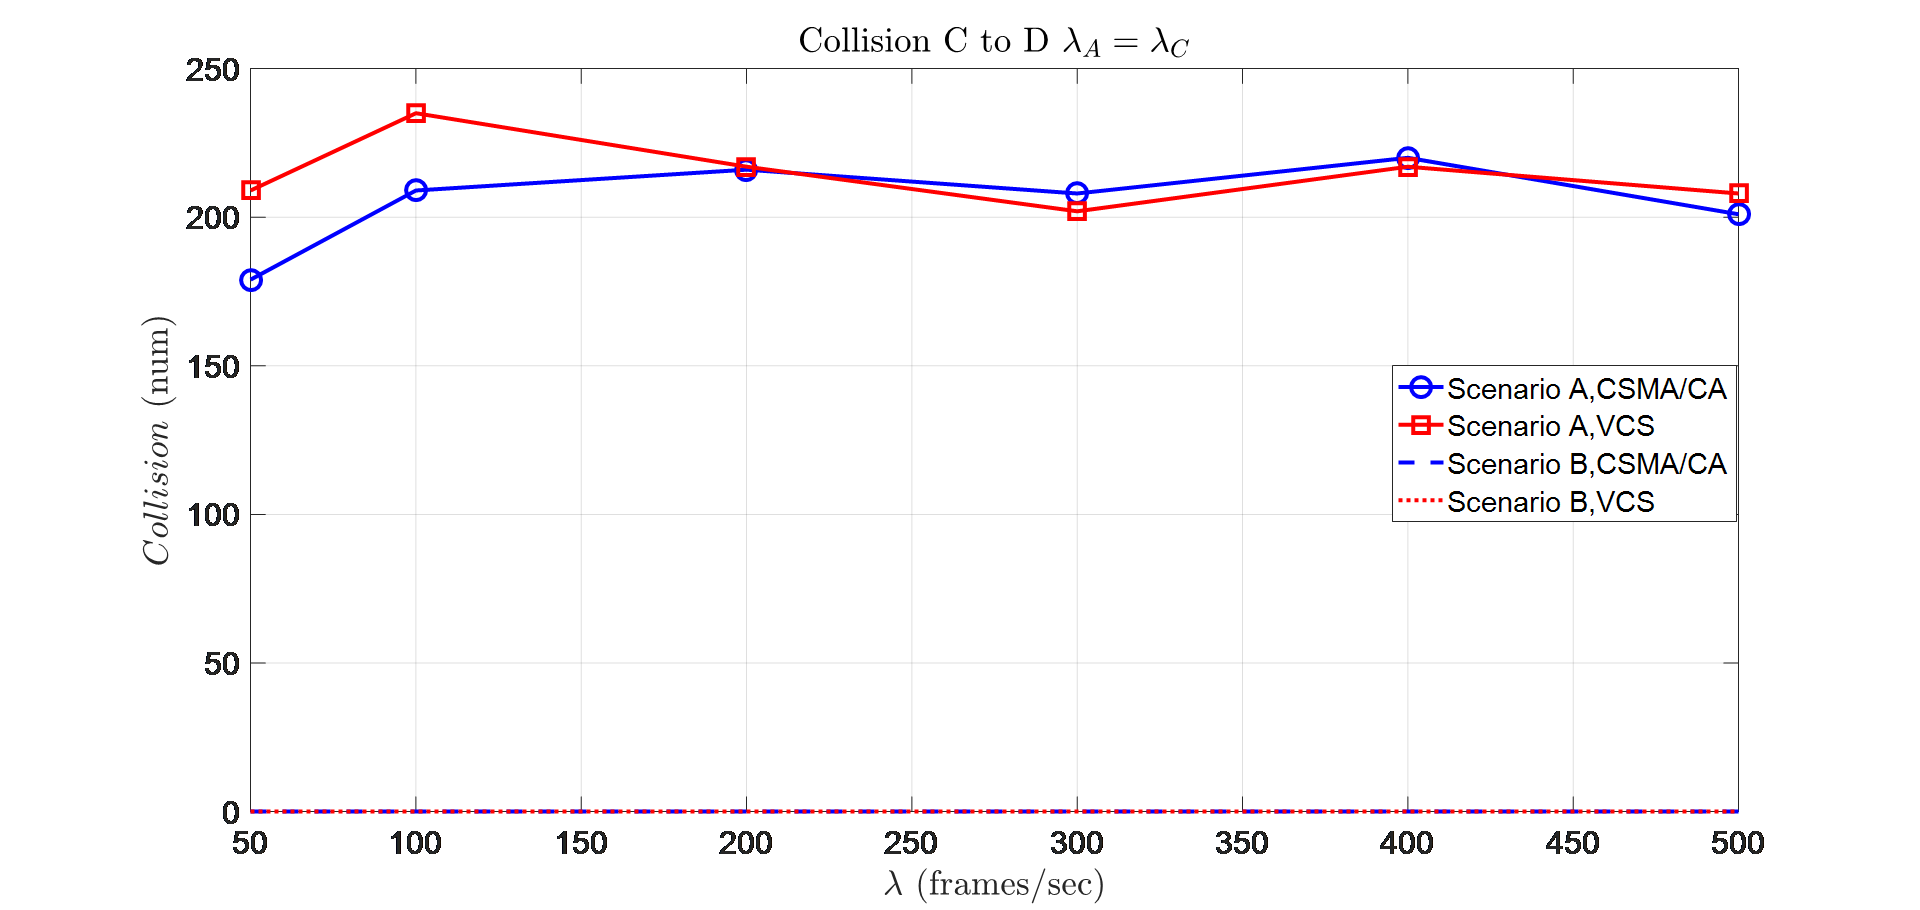 Collision C to D λ_A = λ_C
250
200
150
100
50
0
Collision (num)
Scenario A,CSMA/CA
Scenario A,VCS
Scenario B,CSMA/CA
Scenario B,VCS
50 100 150 200 250 300 350 400 450 500
λ (frames/sec)